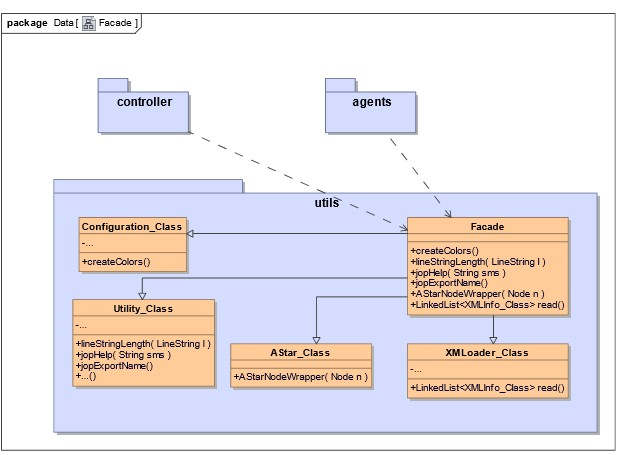 package Data [ Facade ]
controller
agents
utils
Configuration_Class
-...
+createColors()
Facade
+createColors()
+lineStringLength( LineString l )
+jopHelp( String sms )
+jopExportName()
+AStarNodeWrapper( Node n )
+LinkedList<XMLInfo_Class> read()
Utility_Class
-...
+lineStringLength( LineString l )
+jopHelp( String sms )
+jopExportName()
+...()
AStar_Class
+AStarNodeWrapper( Node n )
XMLoader_Class
-...
+LinkedList<XMLInfo_Class> read()